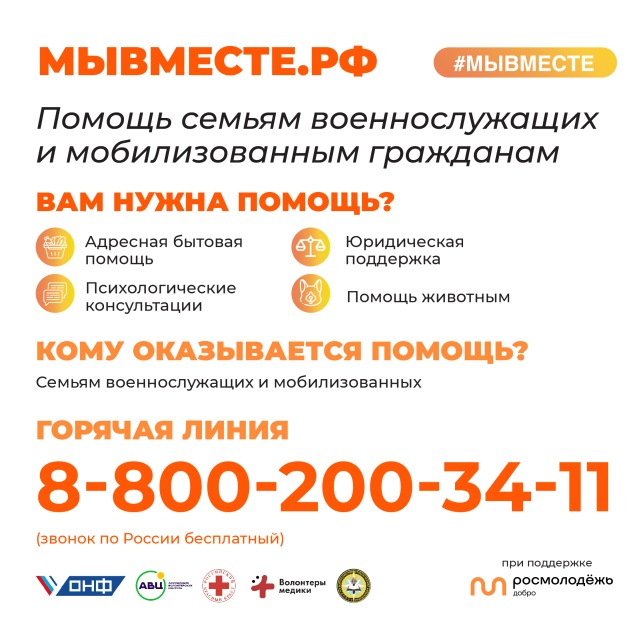 МЫВМЕСТЕ.РФ
#МЫВМЕСТЕ
Помощь семьям военнослужащих
и мобилизованным гражданам
ВАМ НУЖНА ПОМОЩЬ?
Адресная бытовая
помощь
Юридическая
поддержка
Психологические
консультации
Помощь животным
КОМУ ОКАЗЫВАЕТСЯ ПОМОЩЬ?
Семьям военнослужащих и мобилизованных
ГОРЯЧАЯ ЛИНИЯ
8-800-200-34-11
(звонок по России бесплатный)
при поддержке
ОНФ
АВЦ
Волонтеры
медики
росмолодёжь
добро